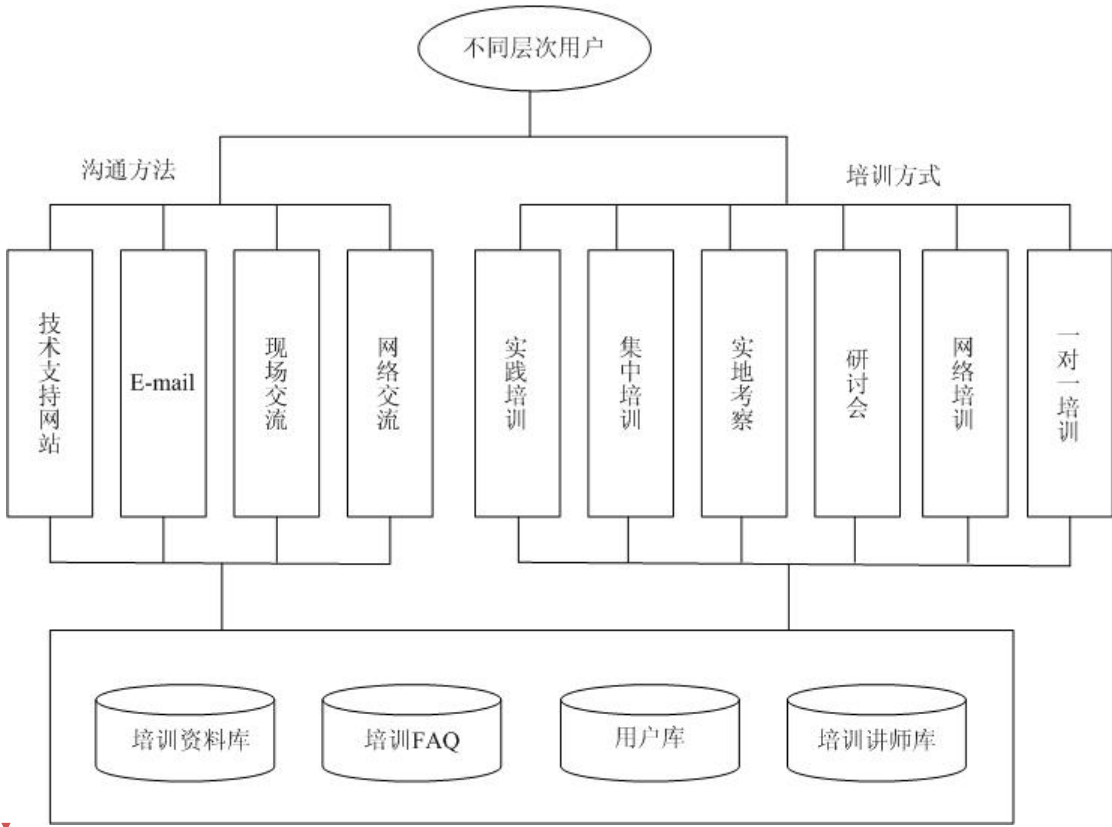 不同层次用户
沟通方法
培训方式
技术支持网站
E-mail
现场交流
网络交流
实践培训
集中培训
实地考察
研讨会
网络培训
一对一培训
培训资料库
培训FAQ
用户库
培训讲师库